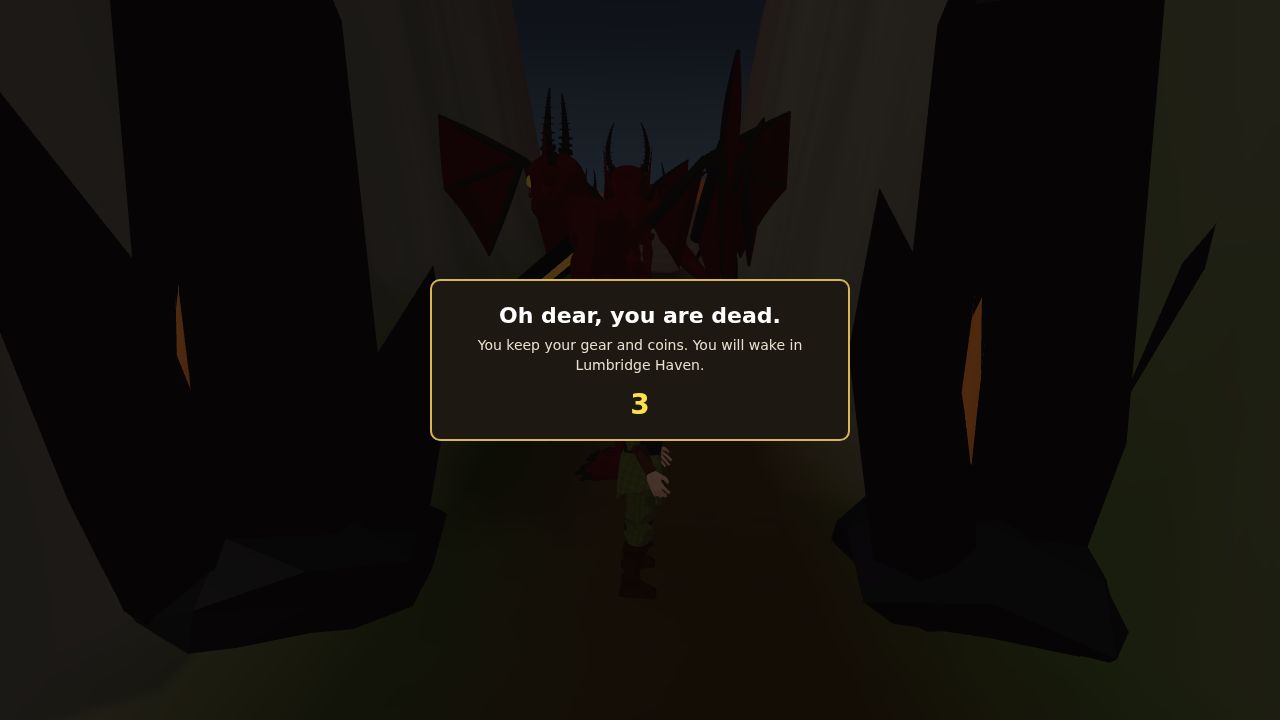 Oh dear, you are dead.
You keep your gear and coins. You will wake in
Lumbridge Haven.
3